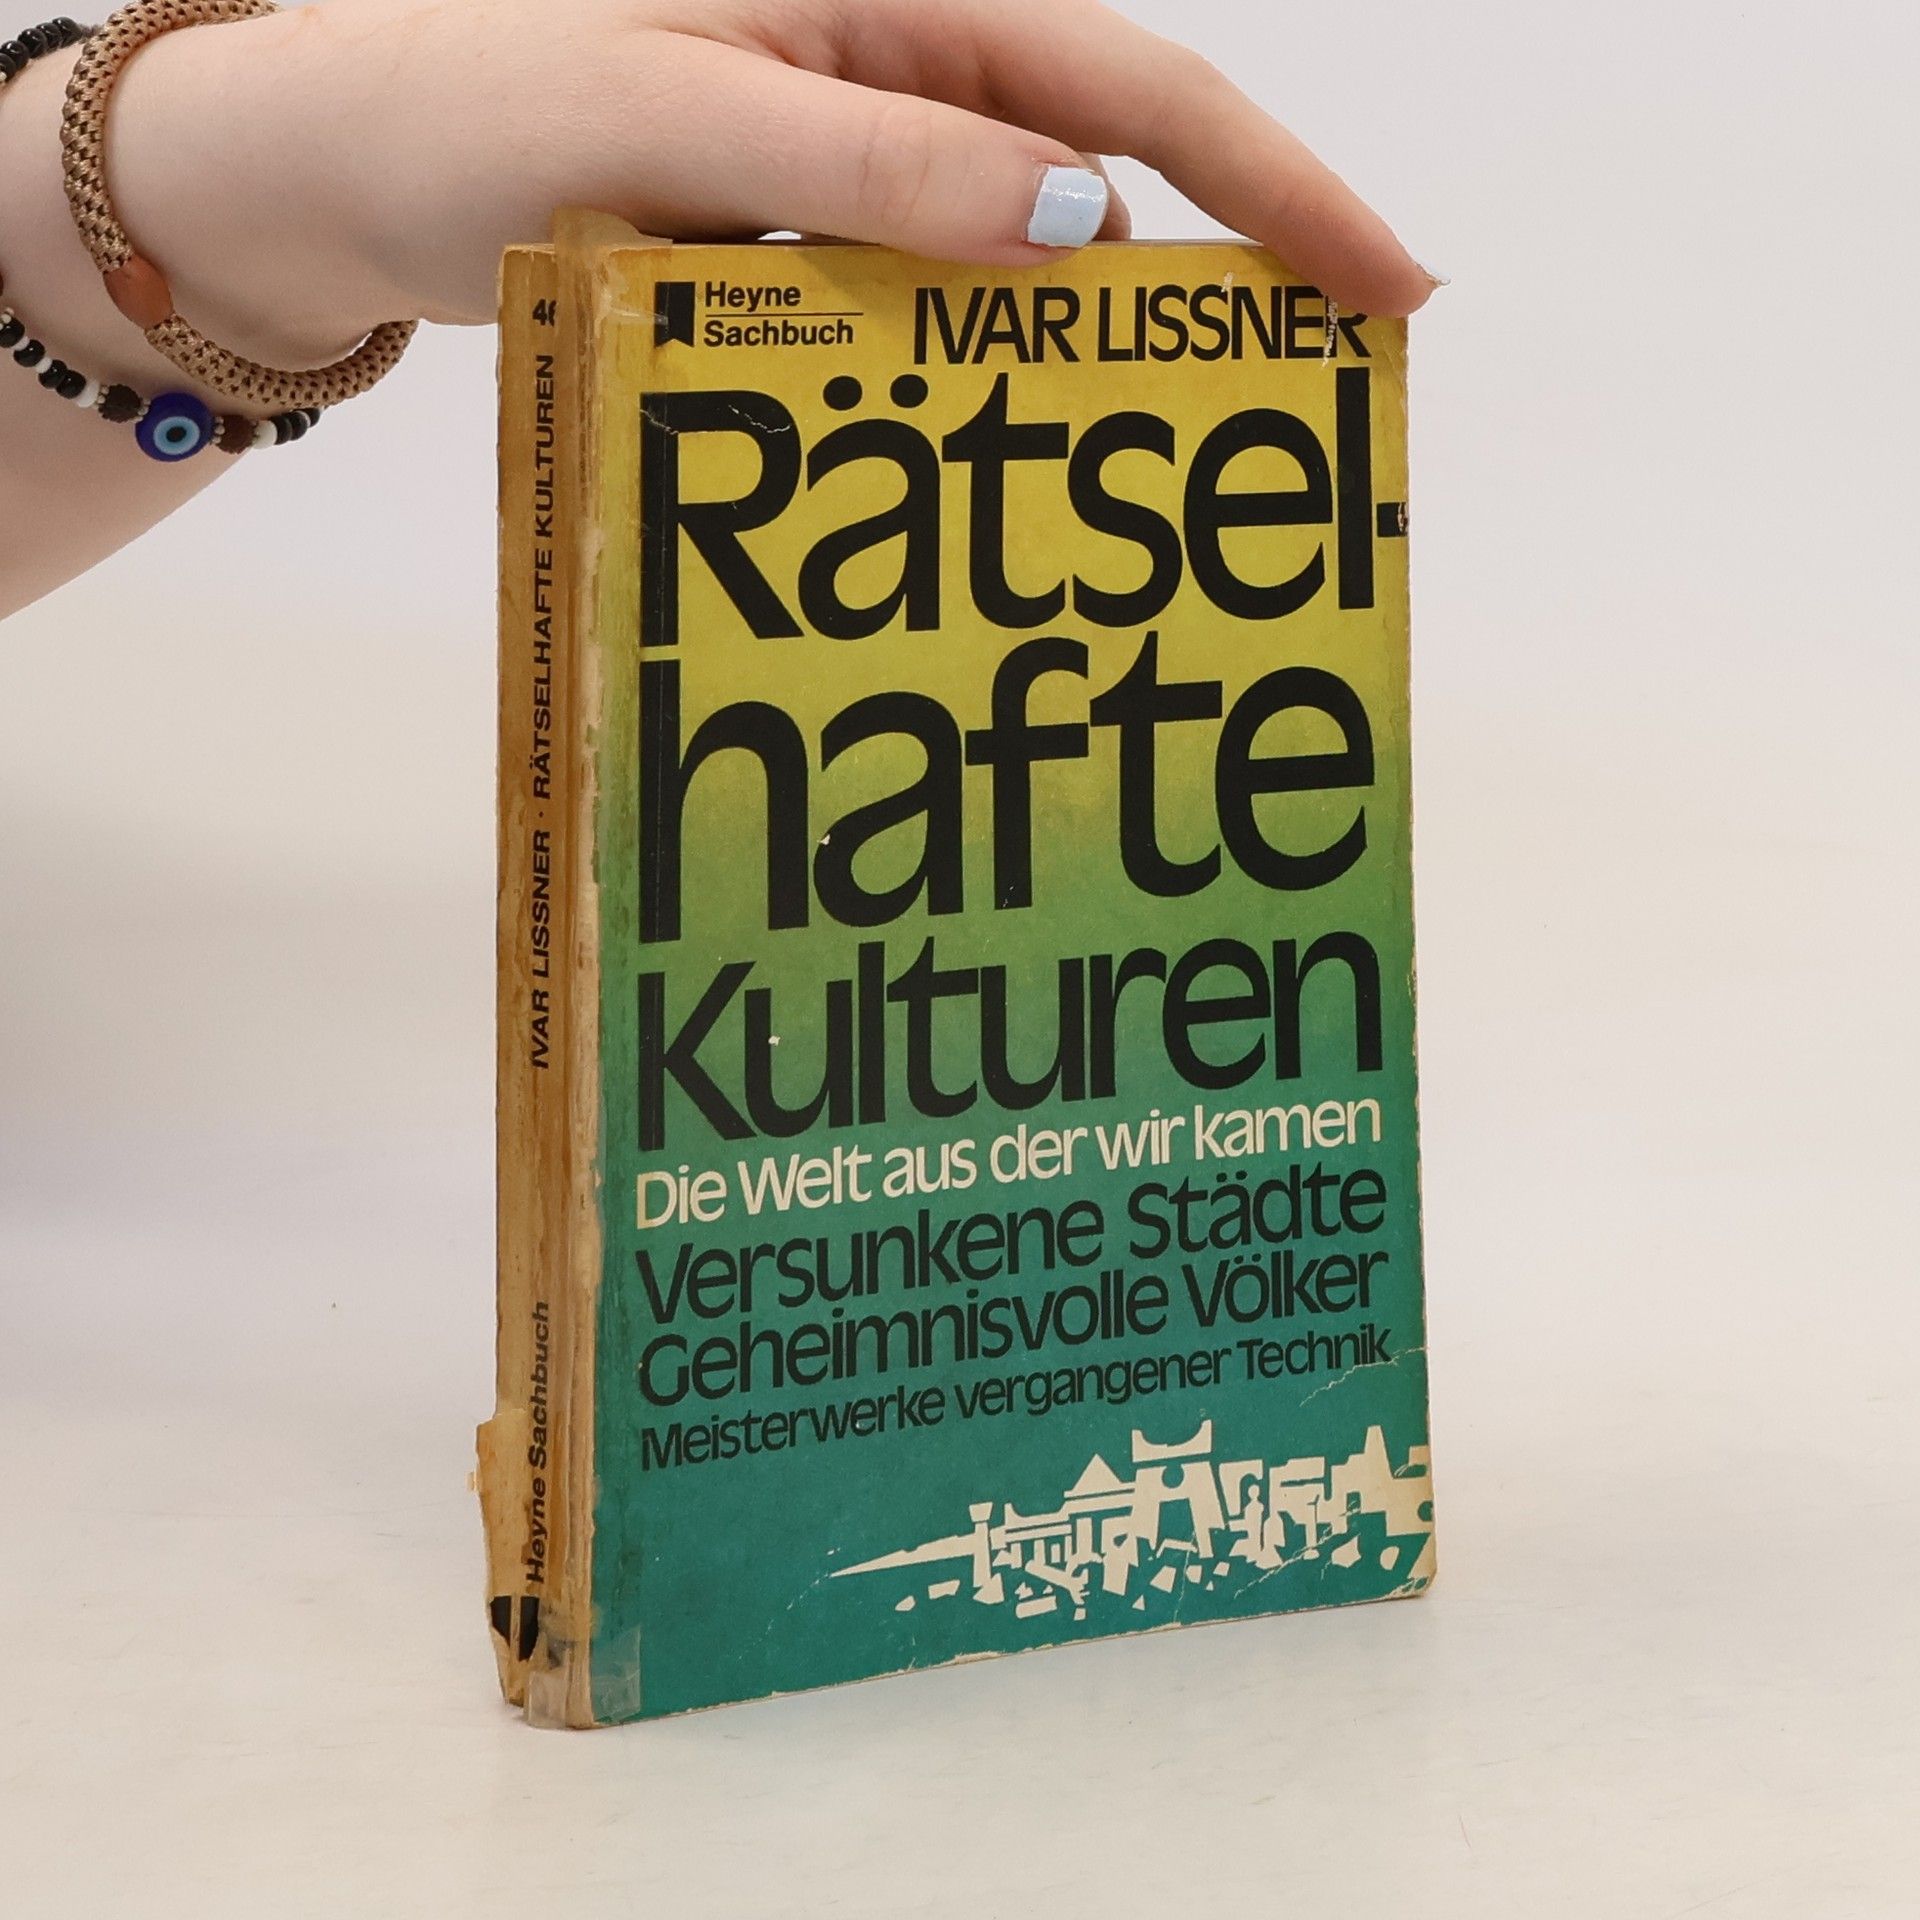 Heyne
Sachbuch
IVAR LISSNER
Rätsel-
hafte
Kulturen
Die Welt aus der wir kamen
Versunkene Städte
Geheimnisvolle Völker
Meisterwerke vergangener Technik
IVAR LISSNER · RÄTSELHAFTE KULTUREN
Heyne Sachbuch